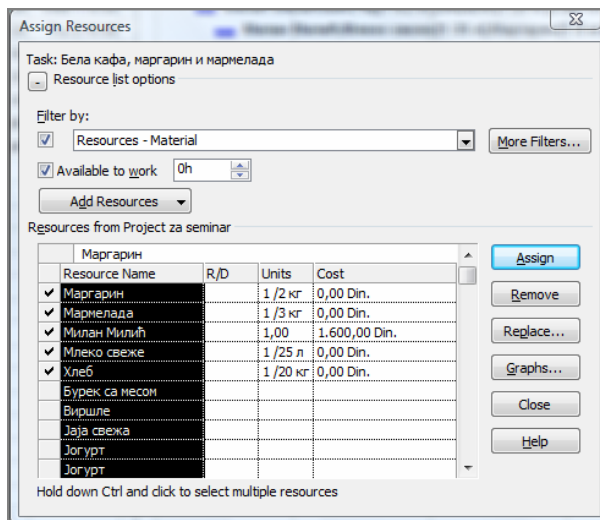 Assign Resources
Task: Бела кафа, маргарин и мармелада
- Resource list options
Filter by:
Resources - Material
More Filters...
Available to work 0h
Add Resources
Resources from Project za seminar
Маргарин
Resource Name R/D Units Cost
Маргарин 1 /2 кг 0,00 Din.
Мармелада 1 /3 кг 0,00 Din.
Милан Милић 1,00 1.600,00 Din.
Млеко свеже 1 /25 л 0,00 Din.
Хлеб 1 /20 кг 0,00 Din.
Бурек са месом
Виршле
Јаја свежа
Јогурт
Јогурт
Assign
Remove
Replace...
Graphs...
Close
Help
Hold down Ctrl and click to select multiple resources